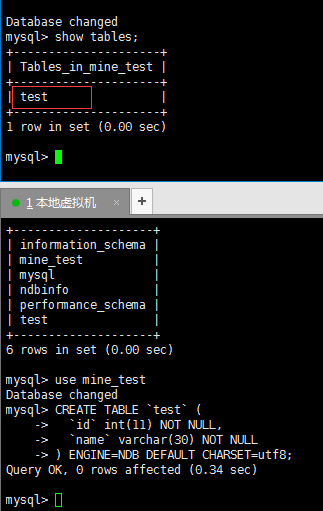 Database changed
mysql> show tables;
+---------------------+
| Tables_in_mine_test |
+---------------------+
| test                |
+---------------------+
1 row in set (0.00 sec)
mysql>
1 本地虚拟机 × +
+--------------------+
| information_schema |
| mine_test          |
| mysql              |
| ndbinfo            |
| performance_schema |
| test               |
+--------------------+
6 rows in set (0.00 sec)
mysql> use mine_test
Database changed
mysql> CREATE TABLE `test` (
    ->   `id` int(11) NOT NULL,
    ->   `name` varchar(30) NOT NULL
    -> ) ENGINE=NDB DEFAULT CHARSET=utf8;
Query OK, 0 rows affected (0.34 sec)
mysql>